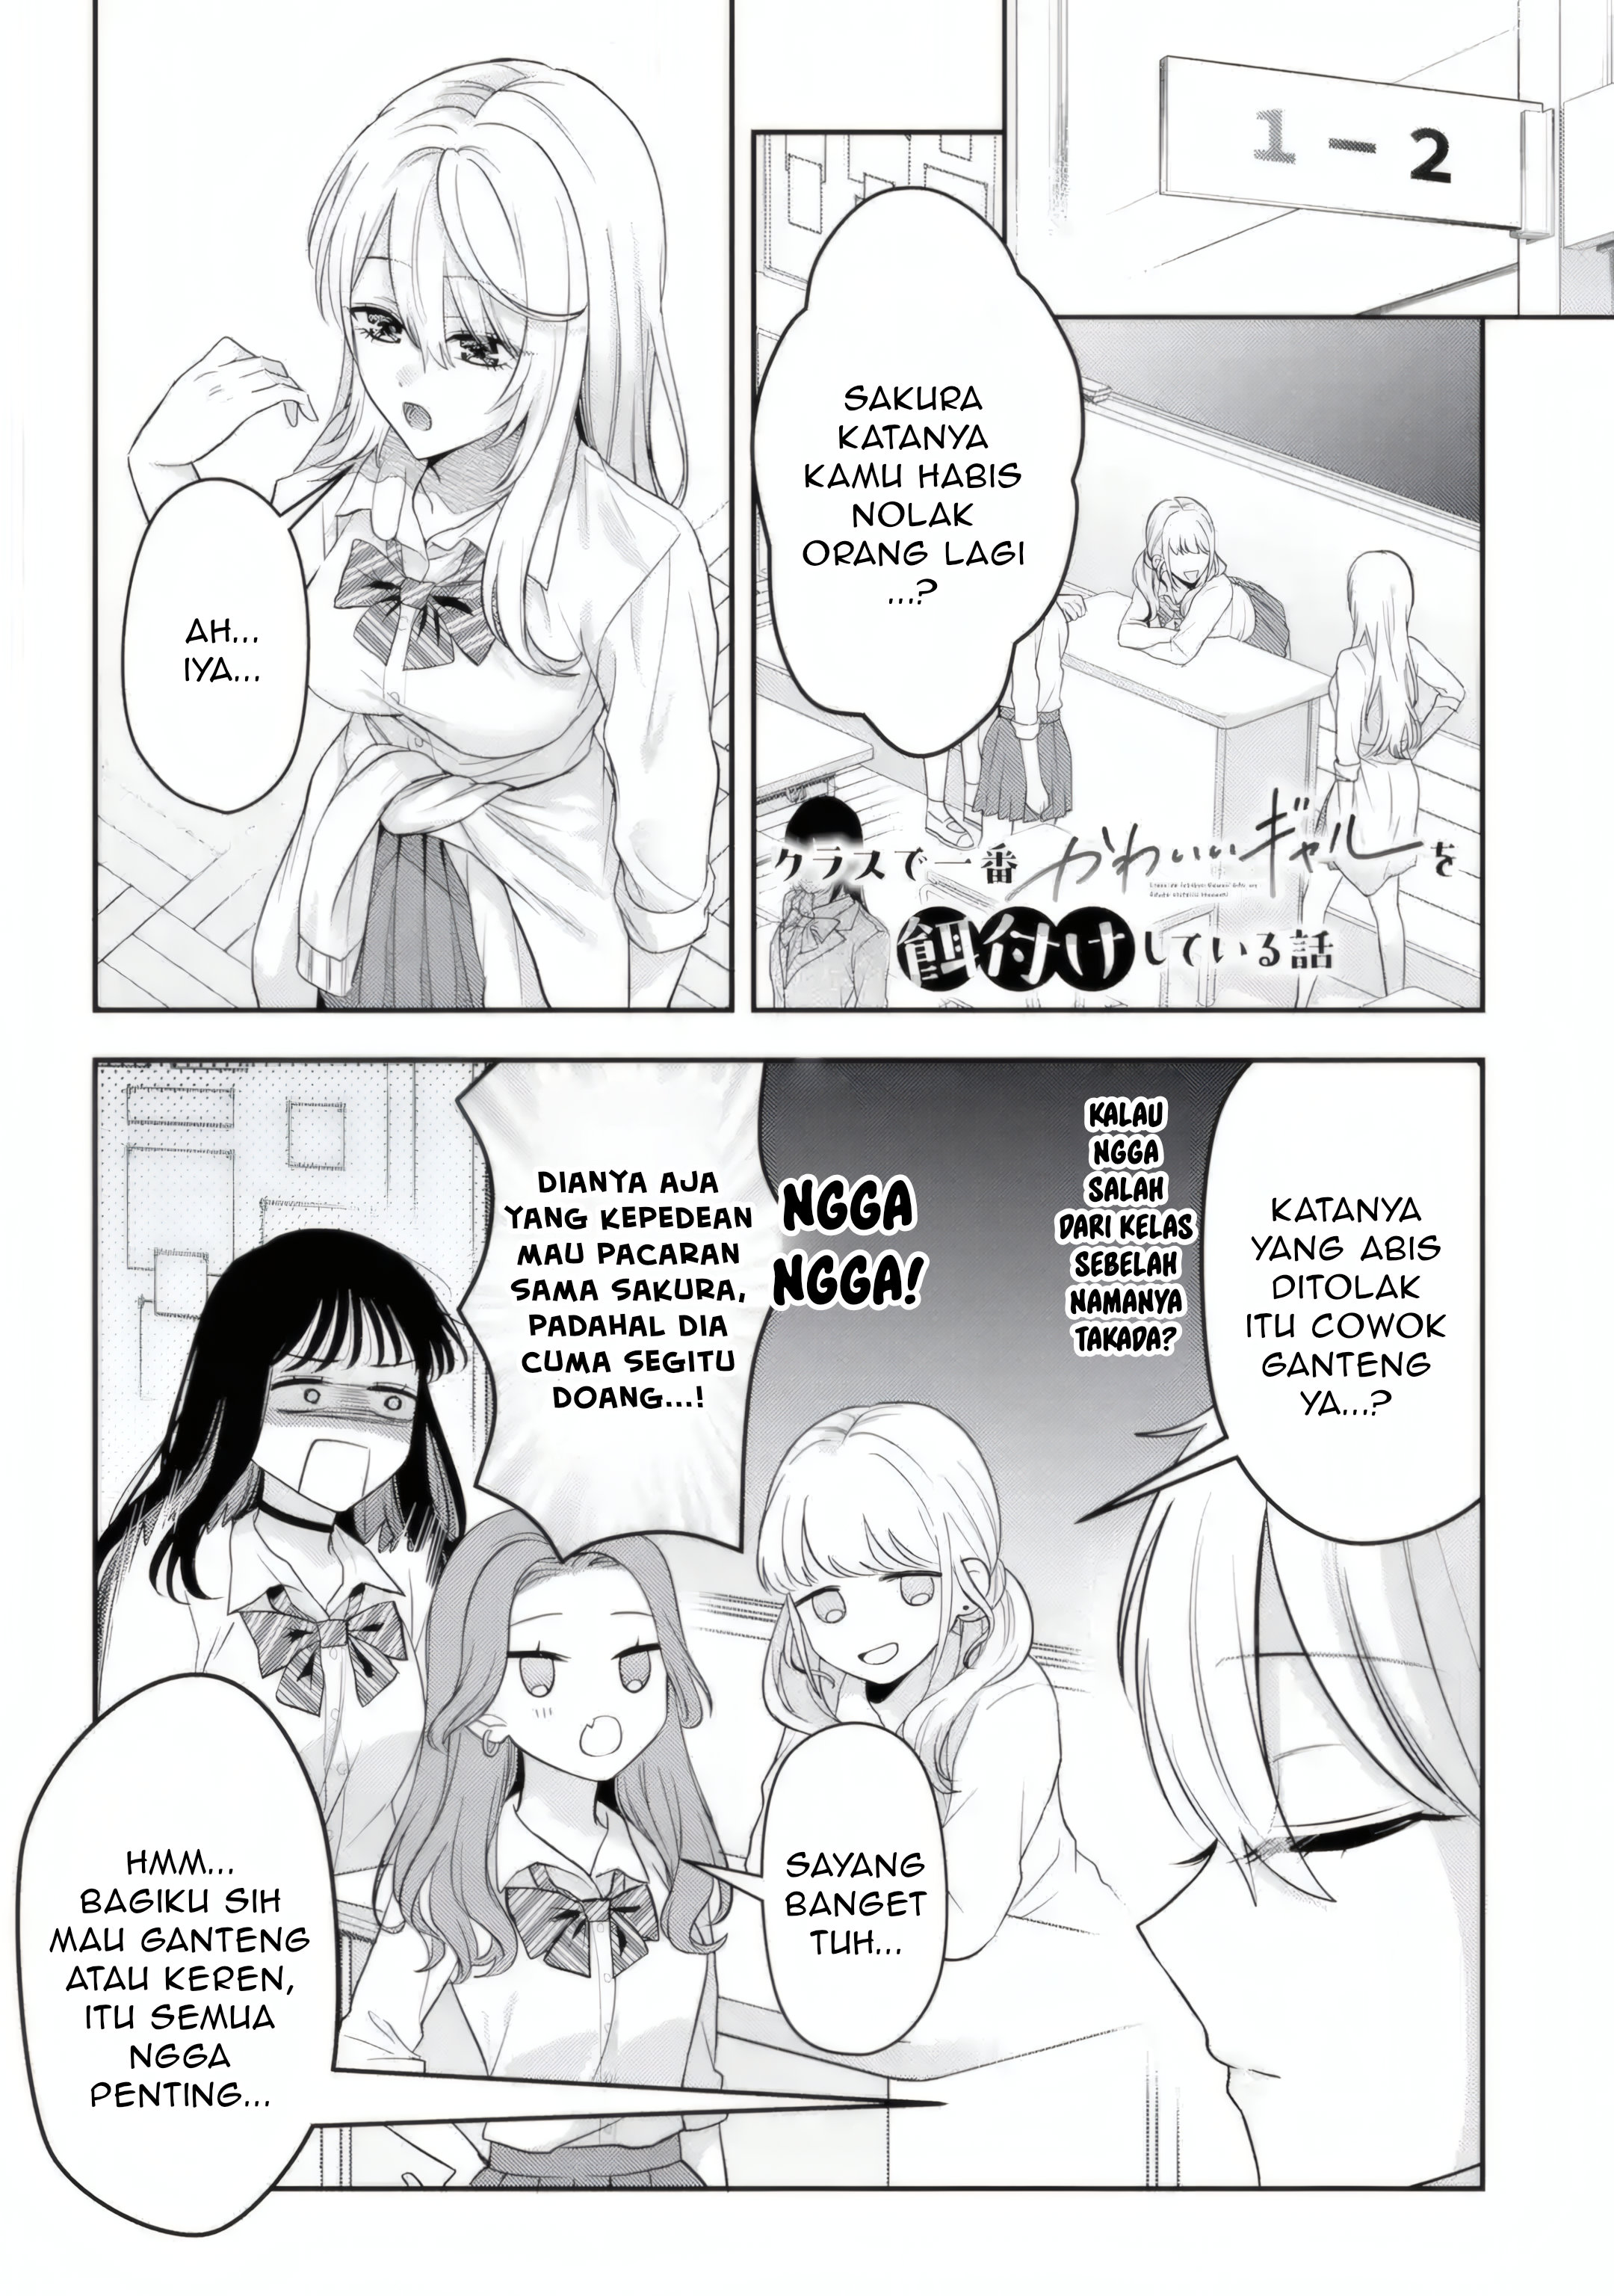 1-2
SAKURA
KATANYA
KAMU HABIS
NOLAK
ORANG LAGI
...?
クラスで一番かわいいギャルを
餌付けしている話
AH...
IYA...
KATANYA
YANG ABIS
DITOLAK
ITU COWOK
GANTENG
YA...?
KALAU
NGGA
SALAH
DARI KELAS
SEBELAH
NAMANYA
TAKADA?
NGGA
NGGA!
DIANYA AJA
YANG KEPEDEAN
MAU PACARAN
SAMA SAKURA,
PADAHAL DIA
CUMA SEGITU
DOANG...!
SAYANG
BANGET
TUH...
HMM...
BAGIKU SIH
MAU GANTENG
ATAU KEREN,
ITU SEMUA
NGGA
PENTING...